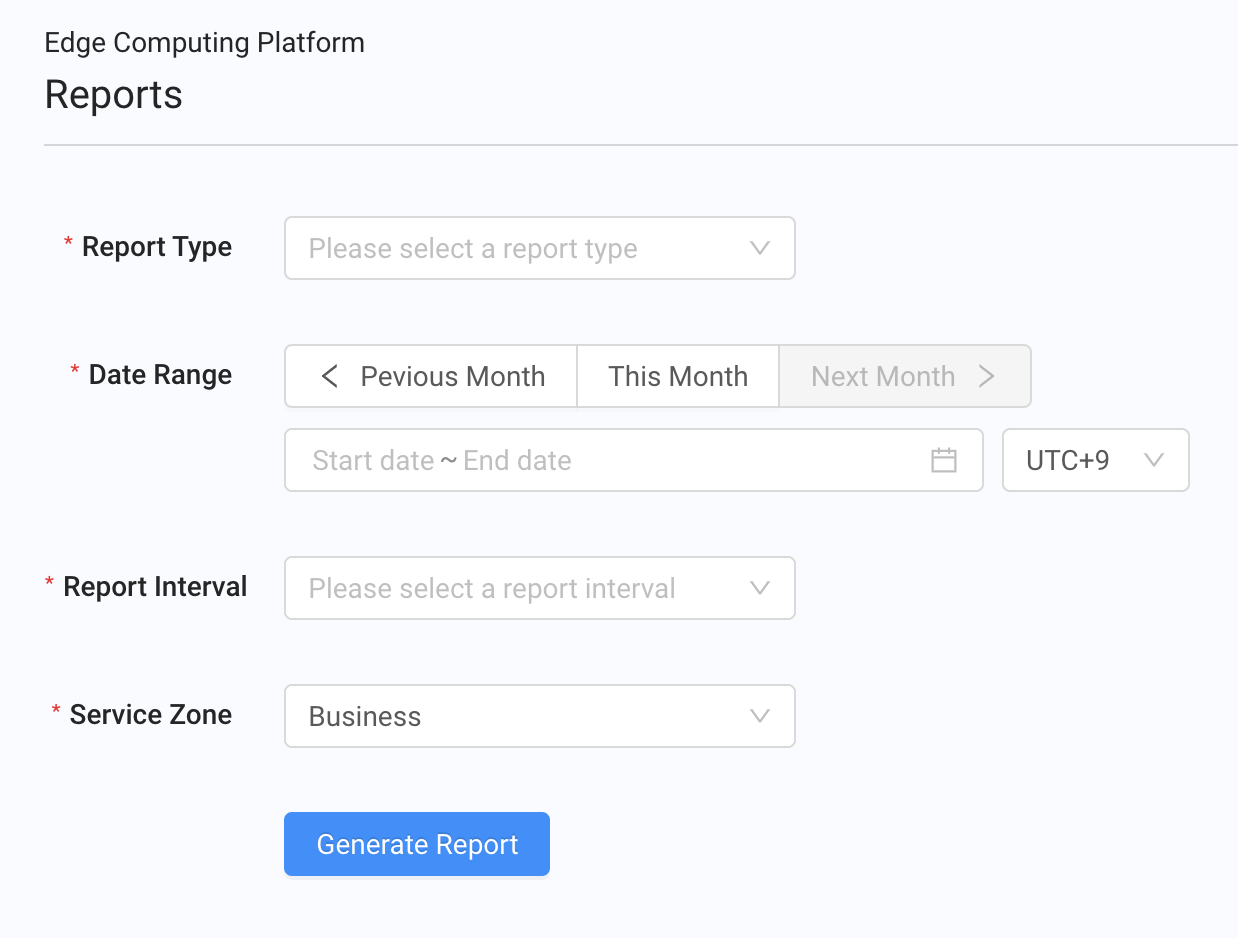 Edge Computing Platform
Reports
* Report Type
Please select a report type
* Date Range
Pevious Month
This Month
Next Month
Start date ~ End date
UTC+9
* Report Interval
Please select a report interval
* Service Zone
Business
Generate Report